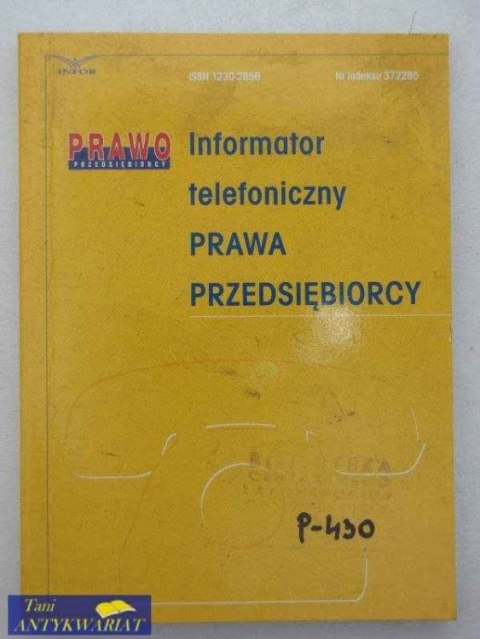 INFOR
ISSN 1230-2856 Nr indeksu 372285
PRAWO
PRZEDSIĘBIORCY
Informator
telefoniczny
PRAWA
PRZEDSIĘBIORCY
P-430
Tani
ANTYKWARIAT